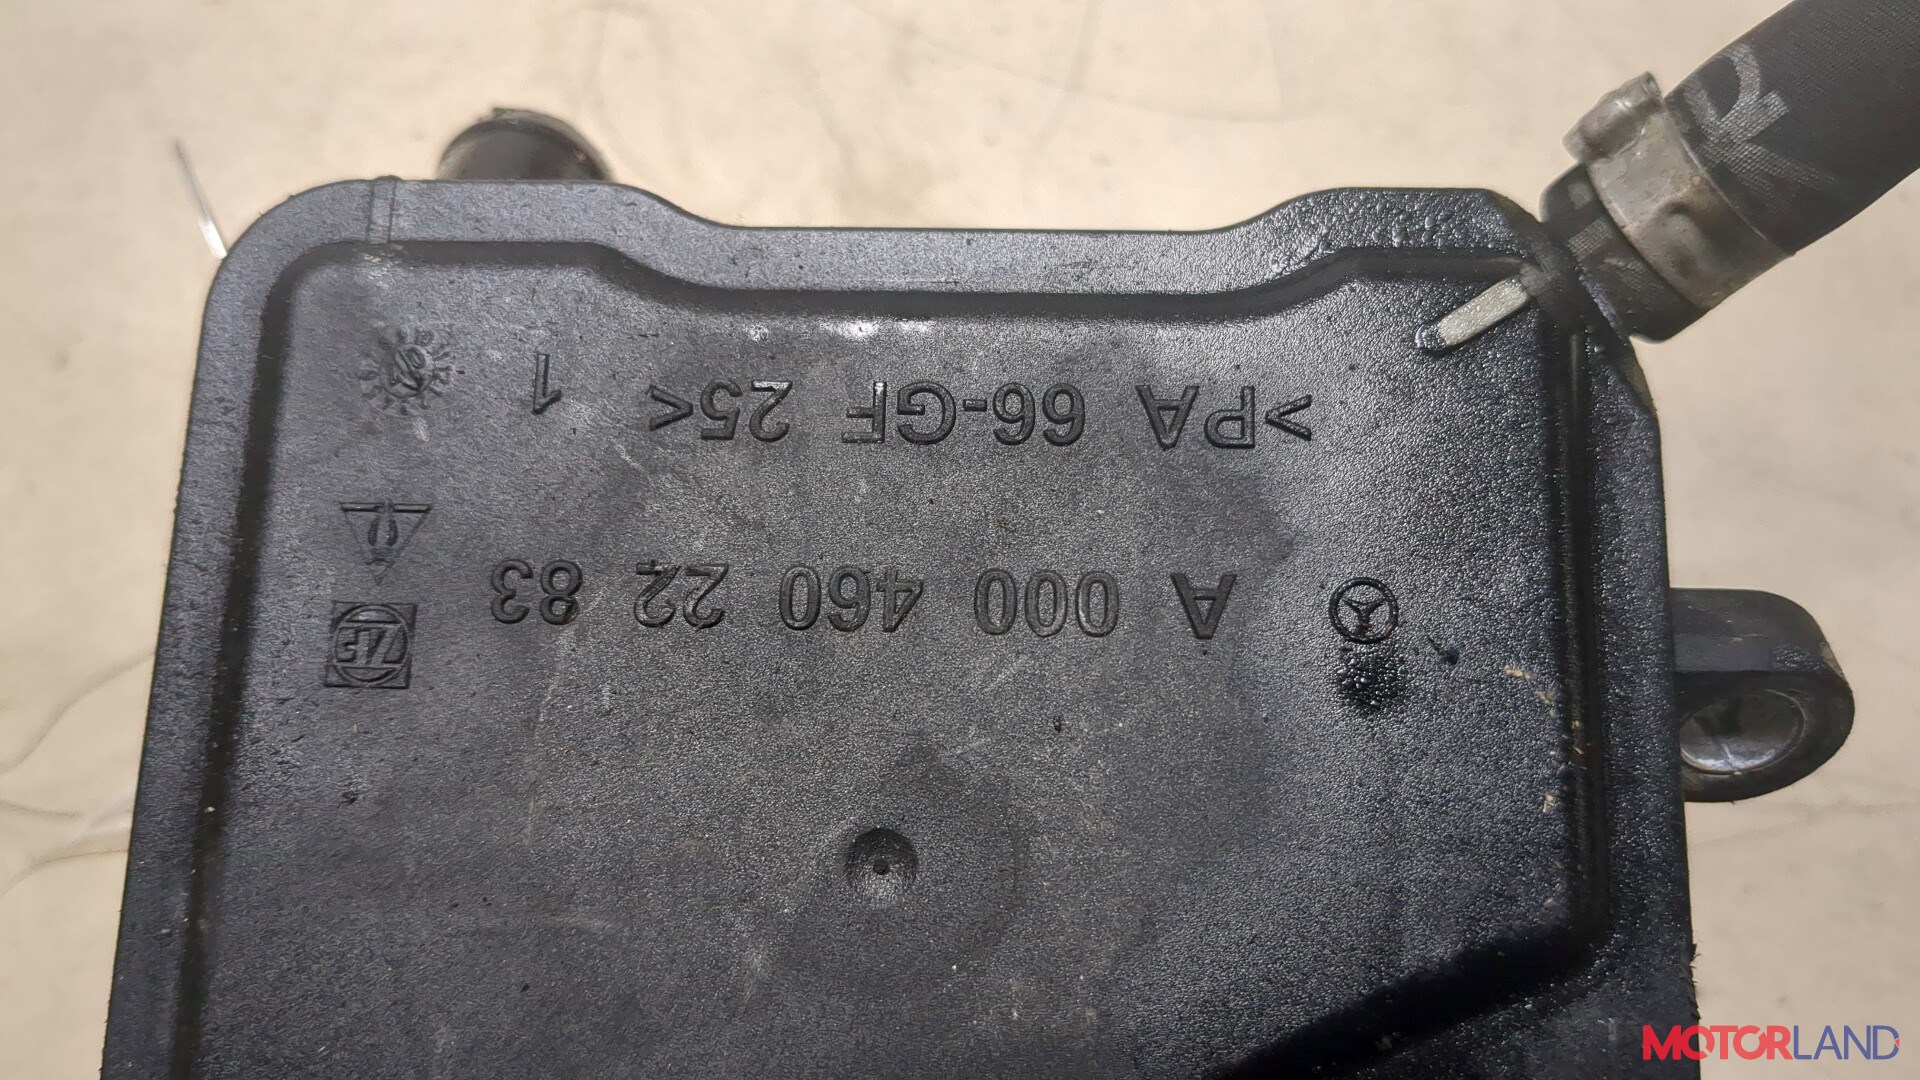 A 000 460 22 83
ZF
>PA 66-GF 25< 1
MOTORLAND